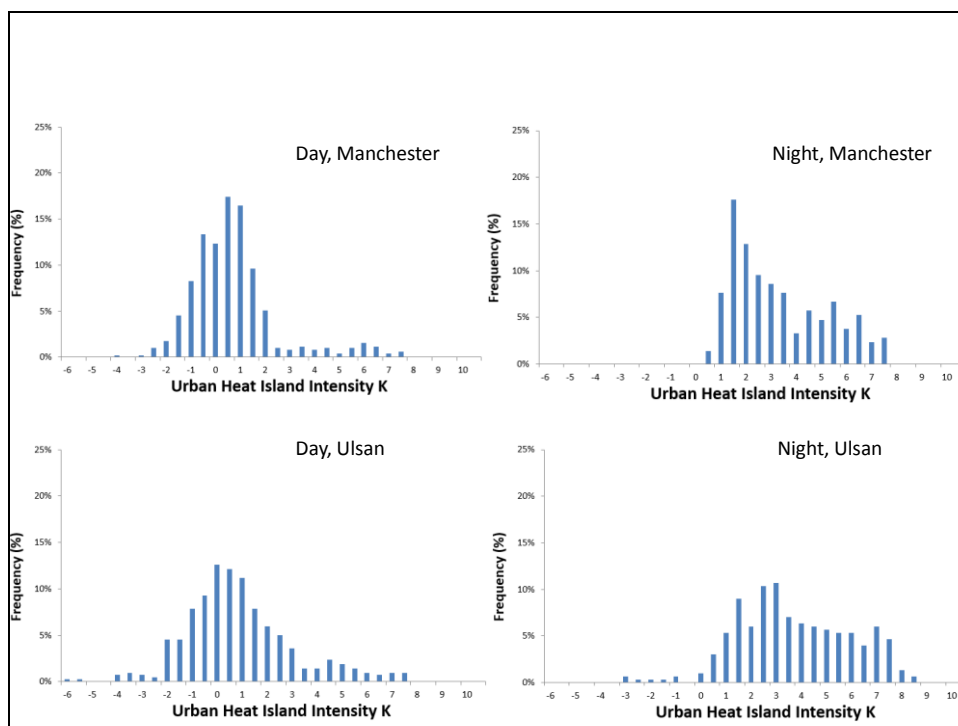 Day, Manchester
Frequency (%)
25%
20%
15%
10%
5%
0%
-6 -5 -4 -3 -2 -1 0 1 2 3 4 5 6 7 8 9 10
Urban Heat Island Intensity K
Night, Manchester
Frequency (%)
25%
20%
15%
10%
5%
0%
-6 -5 -4 -3 -2 -1 0 1 2 3 4 5 6 7 8 9 10
Urban Heat Island Intensity K
Day, Ulsan
Frequency (%)
25%
20%
15%
10%
5%
0%
-6 -5 -4 -3 -2 -1 0 1 2 3 4 5 6 7 8 9 10
Urban Heat Island Intensity K
Night, Ulsan
Frequency (%)
25%
20%
15%
10%
5%
0%
-6 -5 -4 -3 -2 -1 0 1 2 3 4 5 6 7 8 9 10
Urban Heat Island Intensity K